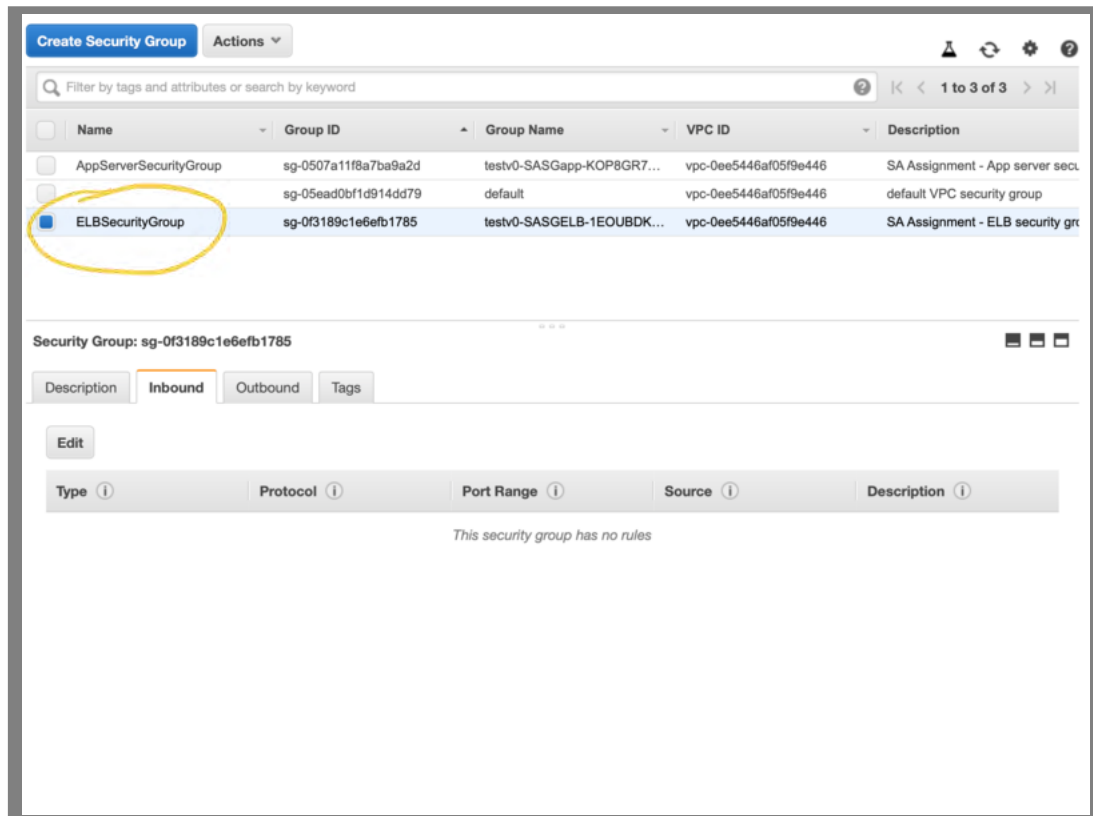 Create Security Group Actions
Filter by tags and attributes or search by keyword 1 to 3 of 3
Name Group ID Group Name VPC ID Description
AppServerSecurityGroup sg-0507a11f8a7ba9a2d testv0-SASGapp-KOP8GR7... vpc-0ee5446af05f9e446 SA Assignment - App server secu
sg-05ead0bf1d914dd79 default vpc-0ee5446af05f9e446 default VPC security group
ELBSecurityGroup sg-0f3189c1e6efb1785 testv0-SASGELB-1EOUBDK... vpc-0ee5446af05f9e446 SA Assignment - ELB security gro
Security Group: sg-0f3189c1e6efb1785
Description Inbound Outbound Tags
Edit
Type Protocol Port Range Source Description
This security group has no rules